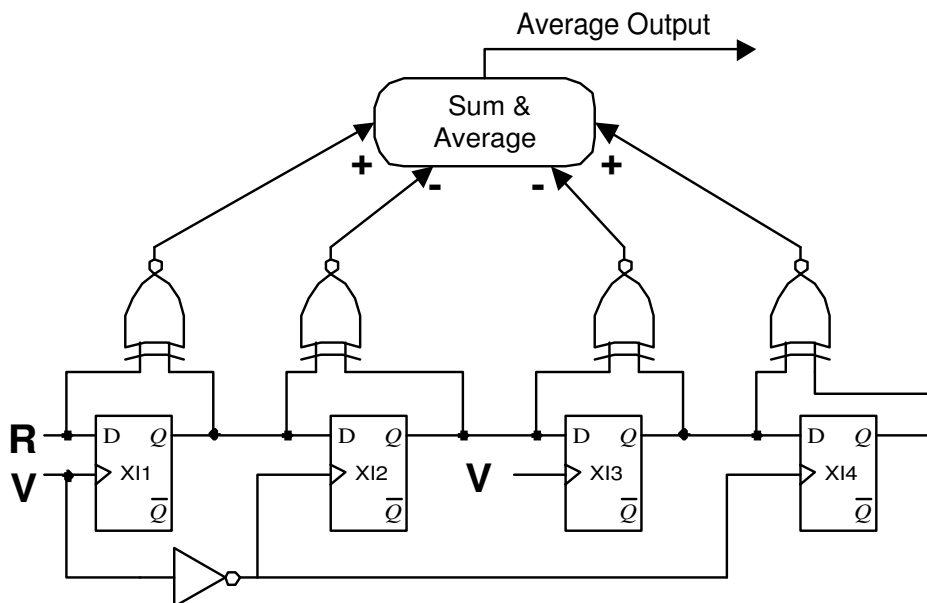 Average Output
Sum &
Average
+ - - +
R
D Q
D Q
D Q
D Q
V
XI1
XI2
V
XI3
XI4
Q̅
Q̅
Q̅
Q̅